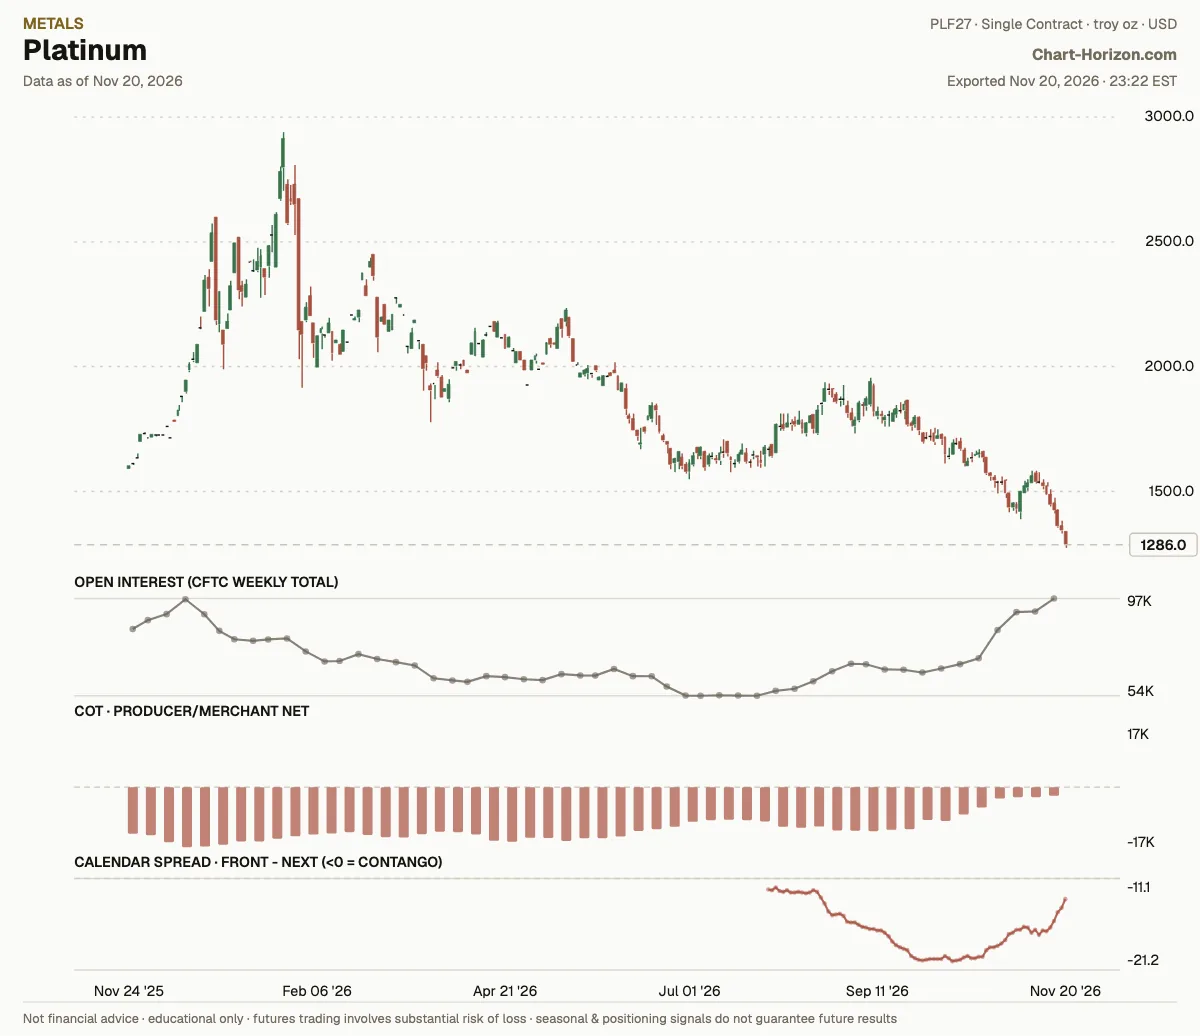 METALS
PLF27 · Single Contract · troy oz · USD
Platinum
Chart-Horizon.com
Data as of Nov 20, 2026
Exported Nov 20, 2026 · 23:22 EST
3000.0
2500.0
2000.0
1500.0
1286.0
OPEN INTEREST (CFTC WEEKLY TOTAL)
97K
54K
COT · PRODUCER/MERCHANT NET
17K
-17K
CALENDAR SPREAD · FRONT - NEXT (<0 = CONTANGO)
-11.1
-21.2
Nov 24 '25 Feb 06 '26 Apr 21 '26 Jul 01 '26 Sep 11 '26 Nov 20 '26
Not financial advice · educational only · futures trading involves substantial risk of loss · seasonal & positioning signals do not guarantee future results